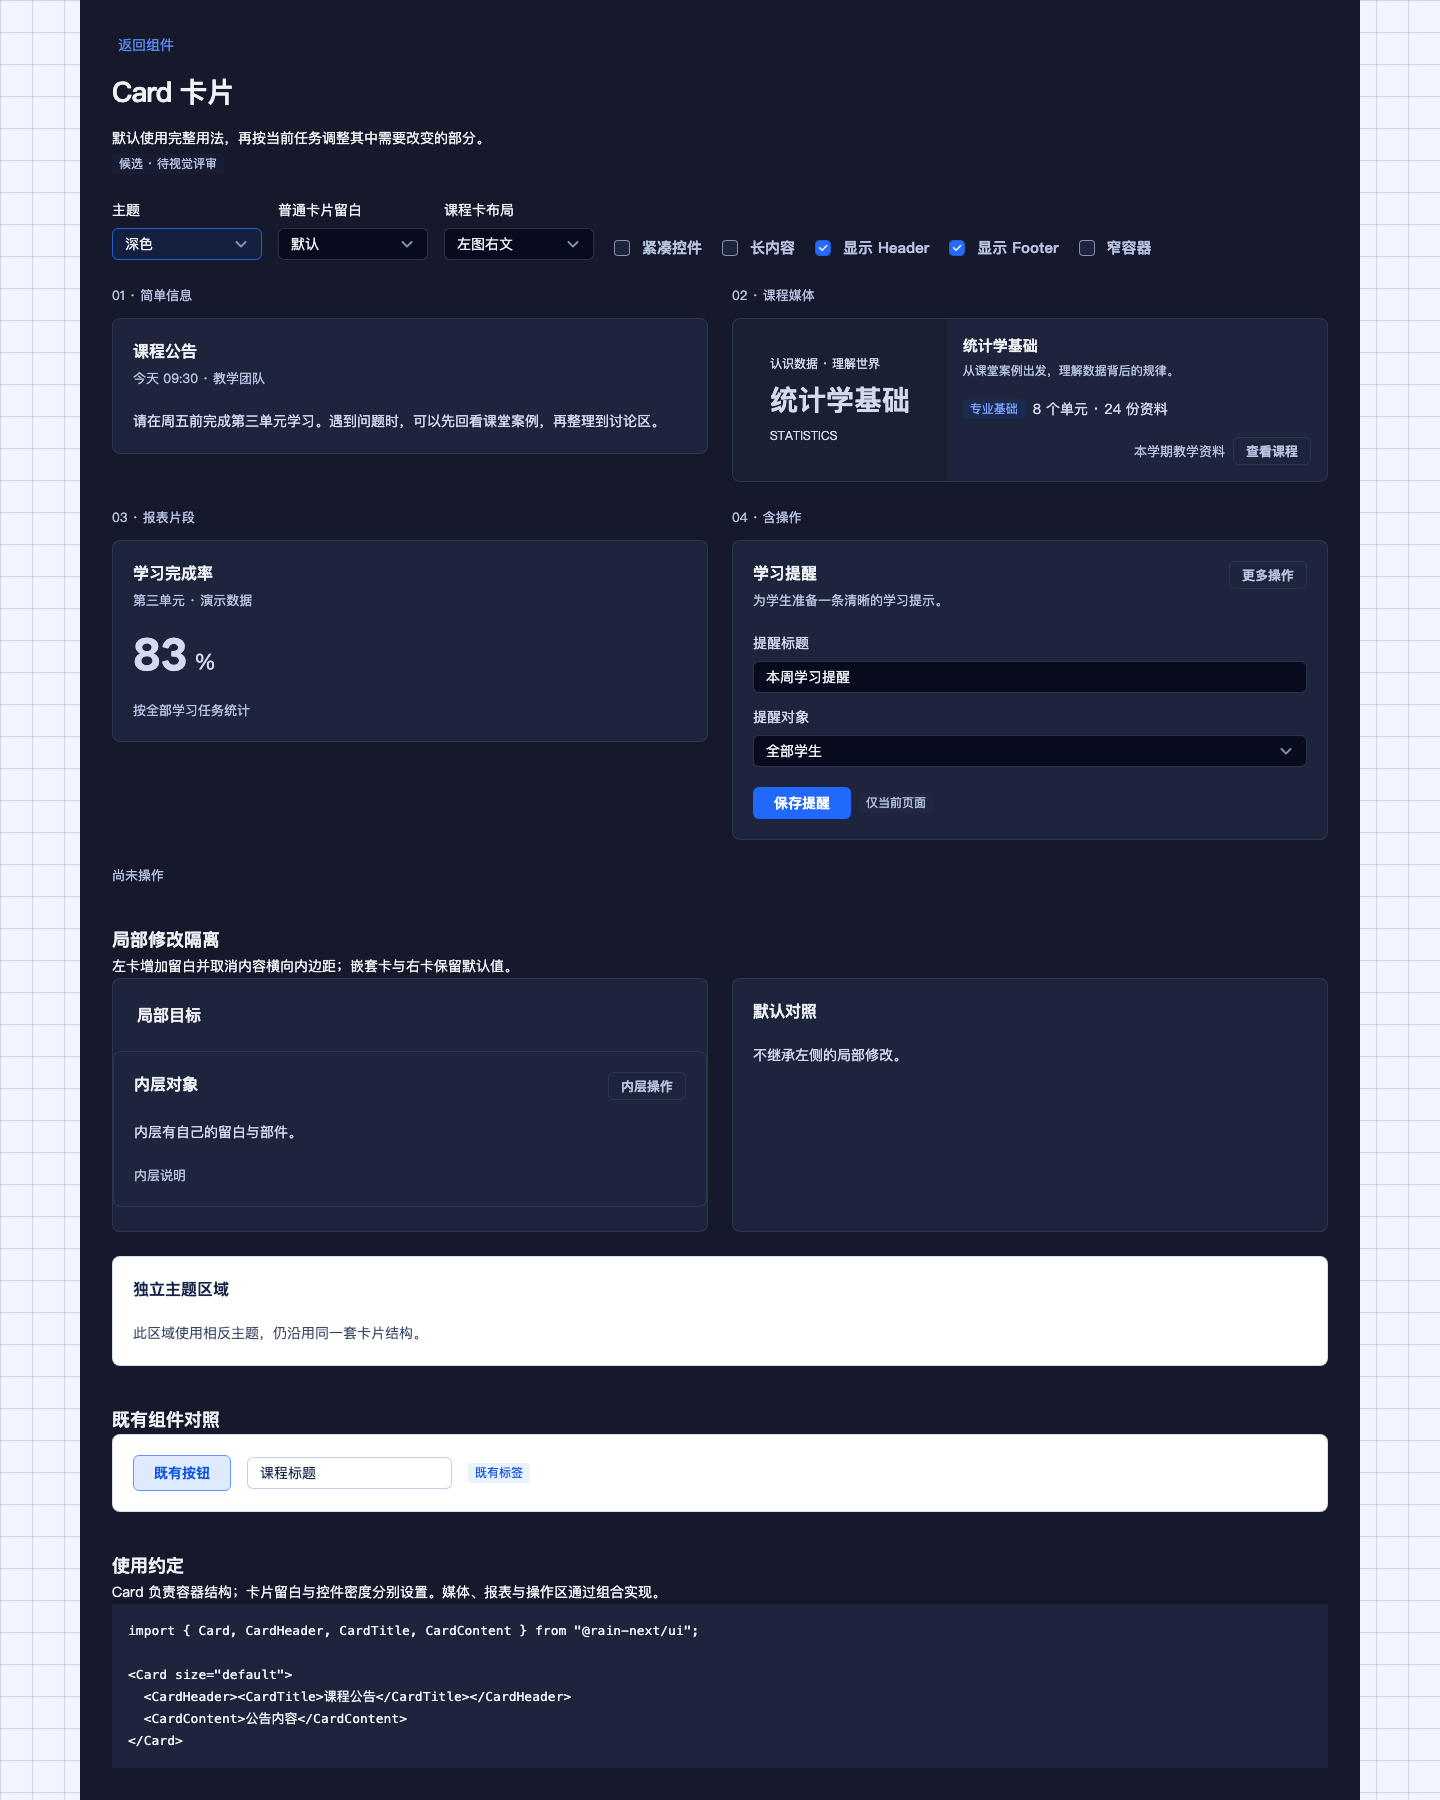 返回组件
Card 卡片
默认使用完整用法，再按当前任务调整其中需要改变的部分。
候选 · 待视觉评审
主题
普通卡片留白
课程卡布局
深色
默认
左图右文
紧凑控件
长内容
显示 Header
显示 Footer
窄容器
01 · 简单信息
课程公告
今天 09:30 · 教学团队
请在周五前完成第三单元学习。遇到问题时，可以先回看课堂案例，再整理到讨论区。
02 · 课程媒体
认识数据 · 理解世界
统计学基础
STATISTICS
统计学基础
从课堂案例出发，理解数据背后的规律。
专业基础 8 个单元 · 24 份资料
本学期教学资料 查看课程
03 · 报表片段
学习完成率
第三单元 · 演示数据
83 %
按全部学习任务统计
04 · 含操作
学习提醒
更多操作
为学生准备一条清晰的学习提示。
提醒标题
本周学习提醒
提醒对象
全部学生
保存提醒 仅当前页面
尚未操作
局部修改隔离
左卡增加留白并取消内容横向内边距；嵌套卡与右卡保留默认值。
局部目标
内层对象
内层操作
内层有自己的留白与部件。
内层说明
默认对照
不继承左侧的局部修改。
独立主题区域
此区域使用相反主题，仍沿用同一套卡片结构。
既有组件对照
既有按钮 课程标题 既有标签
使用约定
Card 负责容器结构；卡片留白与控件密度分别设置。媒体、报表与操作区通过组合实现。
import { Card, CardHeader, CardTitle, CardContent } from "@rain-next/ui";
<Card size="default">
<CardHeader><CardTitle>课程公告</CardTitle></CardHeader>
<CardContent>公告内容</CardContent>
</Card>